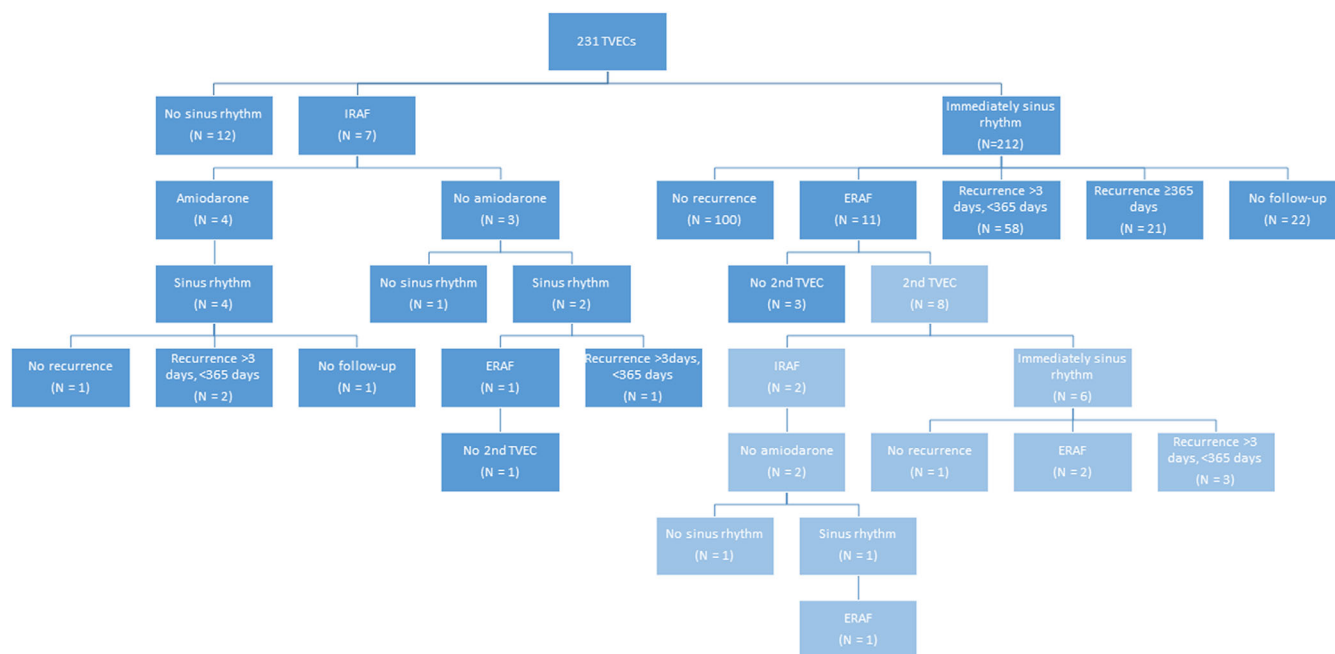 231 TVECs
No sinus rhythm
(N = 12)
IRAF
(N = 7)
Immediately sinus
rhythm
(N=212)
Amiodarone
(N = 4)
No amiodarone
(N = 3)
No recurrence
(N = 100)
ERAF
(N = 11)
Recurrence >3
days, <365 days
(N = 58)
Recurrence ≥365
days
(N = 21)
No follow-up
(N = 22)
Sinus rhythm
(N = 4)
No sinus rhythm
(N = 1)
Sinus rhythm
(N = 2)
No 2nd TVEC
(N = 3)
2nd TVEC
(N = 8)
No recurrence
(N = 1)
Recurrence >3
days, <365 days
(N = 2)
No follow-up
(N = 1)
ERAF
(N = 1)
Recurrence >3days,
<365 days
(N = 1)
IRAF
(N = 2)
Immediately sinus
rhythm
(N = 6)
No 2nd TVEC
(N = 1)
No amiodarone
(N = 2)
No recurrence
(N = 1)
ERAF
(N = 2)
Recurrence >3
days, <365 days
(N = 3)
No sinus rhythm
(N = 1)
Sinus rhythm
(N = 1)
ERAF
(N = 1)